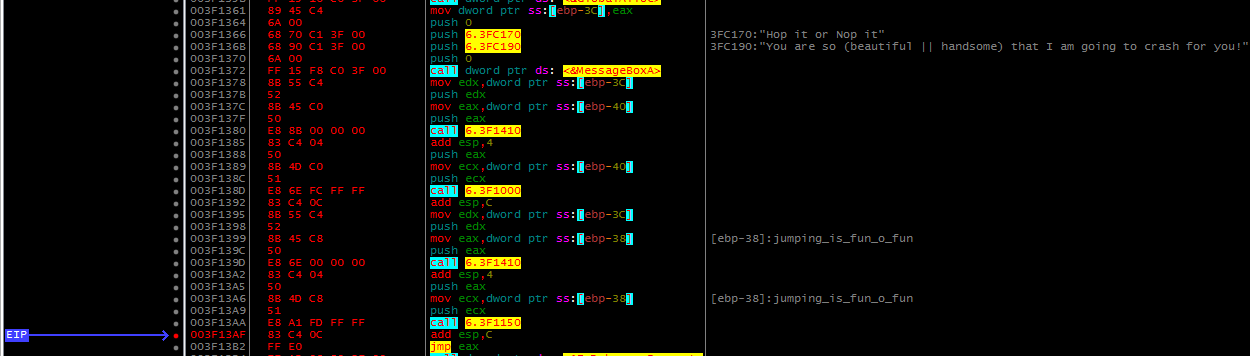 003F1361 89 45 C4 mov dword ptr ss:[ebp-3C],eax
003F1364 6A 00 push 0
003F1366 68 70 C1 3F 00 push 6.3FC170 3FC170:"Hop it or Nop it"
003F136B 68 90 C1 3F 00 push 6.3FC190 3FC190:"You are so (beautiful || handsome) that I am going to crash for you!"
003F1370 6A 00 push 0
003F1372 FF 15 F8 C0 3F 00 call dword ptr ds: <&MessageBoxA>
003F1378 8B 55 C4 mov edx,dword ptr ss:[ebp-3C]
003F137B 52 push edx
003F137C 8B 45 C0 mov eax,dword ptr ss:[ebp-40]
003F137F 50 push eax
003F1380 E8 8B 00 00 00 call 6.3F1410
003F1385 83 C4 04 add esp,4
003F1388 50 push eax
003F1389 8B 4D C0 mov ecx,dword ptr ss:[ebp-40]
003F138C 51 push ecx
003F138D E8 6E FC FF FF call 6.3F1000
003F1392 83 C4 0C add esp,C
003F1395 8B 55 C4 mov edx,dword ptr ss:[ebp-3C]
003F1398 52 push edx
003F1399 8B 45 C8 mov eax,dword ptr ss:[ebp-38] [ebp-38]:jumping_is_fun_o_fun
003F139C 50 push eax
003F139D E8 6E 00 00 00 call 6.3F1410
003F13A2 83 C4 04 add esp,4
003F13A5 50 push eax
003F13A6 8B 4D C8 mov ecx,dword ptr ss:[ebp-38] [ebp-38]:jumping_is_fun_o_fun
003F13A9 51 push ecx
003F13AA E8 A1 FD FF FF call 6.3F1150
EIP 003F13AF 83 C4 0C add esp,C
003F13B2 FF E0 jmp eax